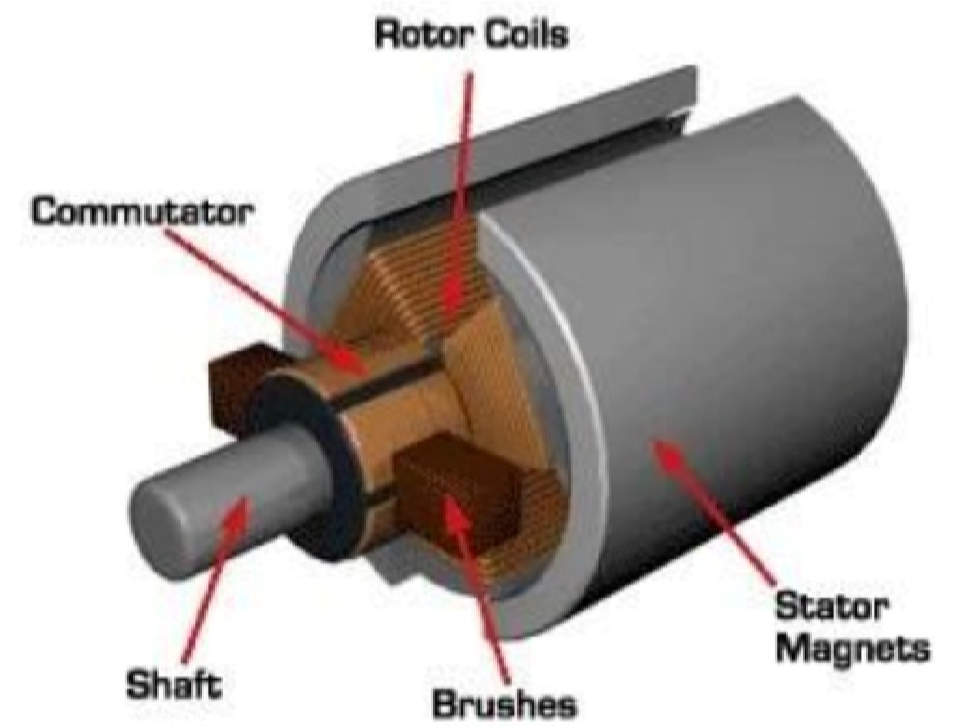 Rotor Coils
Commutator
Stator
Magnets
Shaft
Brushes